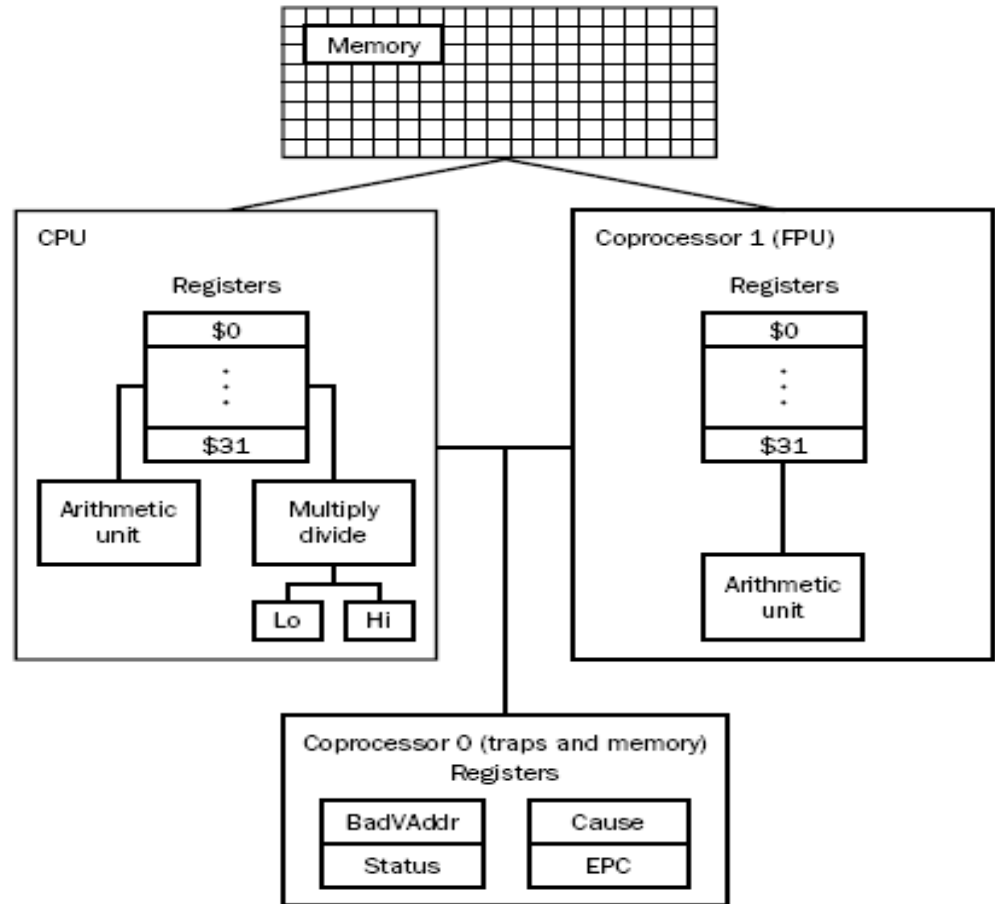 Memory
CPU
Registers
$0
$31
Arithmetic
unit
Multiply
divide
Lo
Hi
Coprocessor 1 (FPU)
Registers
$0
$31
Arithmetic
unit
Coprocessor 0 (traps and memory)
Registers
BadVAddr
Status
Cause
EPC